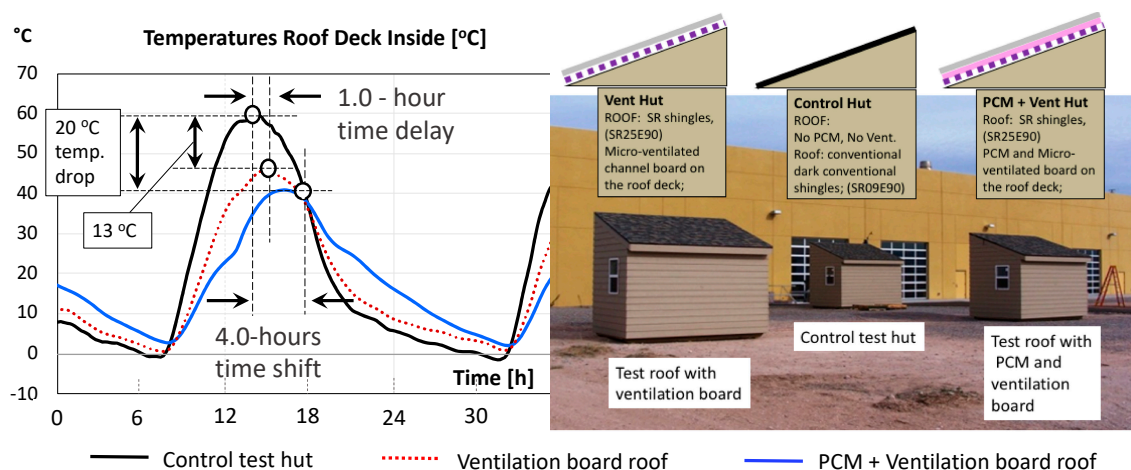 °C
Temperatures Roof Deck Inside [ºC]
70
60
50
40
30
20
10
0
-10
20 ºC
temp.
drop
13 ºC
1.0 - hour
time delay
4.0-hours
time shift
Time [h]
0
6
12
18
24
30
Vent Hut
ROOF: SR shingles,
(SR25E90)
Micro-ventilated
channel board on
the roof deck;
Control Hut
ROOF:
No PCM, No Vent.
Roof: conventional
dark conventional
shingles; (SR09E90)
PCM + Vent Hut
Roof: SR shingles,
(SR25E90)
PCM and Micro-
ventilated board on
the roof deck;
Test roof with
ventilation board
Control test hut
Test roof with
PCM and
ventilation
board
Control test hut
Ventilation board roof
PCM + Ventilation board roof